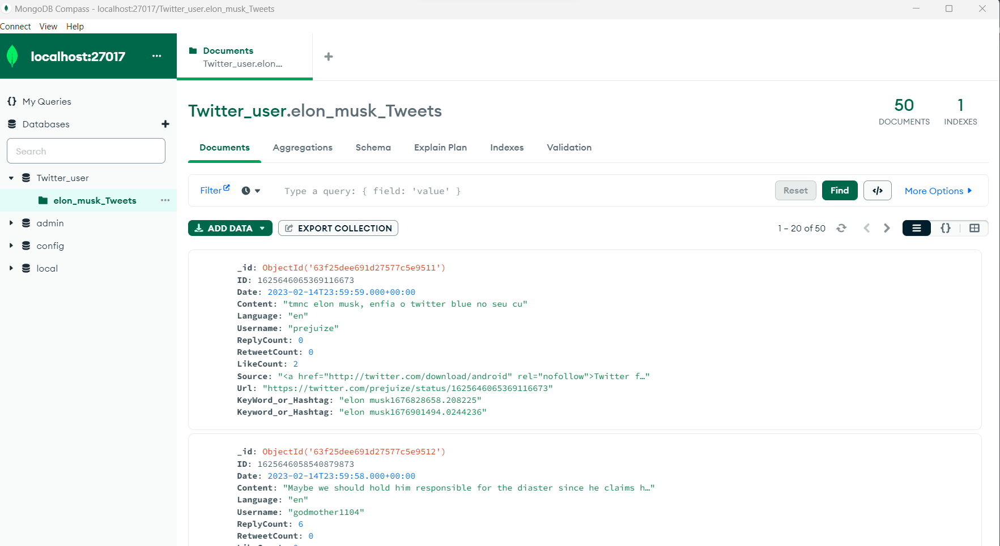 MongoDB Compass - localhost:27017/Twitter_user.elon_musk_Tweets
Connect View Help
localhost:27017 ...
Documents
Twitter_user.elon...
My Queries
Databases
Search
Twitter_user
elon_musk_Tweets ...
admin
config
local
Twitter_user.elon_musk_Tweets
50
DOCUMENTS
1
INDEXES
Documents Aggregations Schema Explain Plan Indexes Validation
Filter Type a query: { field: 'value' } Reset Find </> More Options
ADD DATA EXPORT COLLECTION 1 – 20 of 50 {}
_id: ObjectId('63f25dee691d27577c5e9511')
ID: 1625646065369116673
Date: 2023-02-14T23:59:59.000+00:00
Content: "tmnc elon musk, enfia o twitter blue no seu cu"
Language: "en"
Username: "prejuize"
ReplyCount: 0
RetweetCount: 0
LikeCount: 2
Source: "<a href="http://twitter.com/download/android" rel="nofollow">Twitter f…"
Url: "https://twitter.com/prejuize/status/1625646065369116673"
KeyWord_or_Hashtag: "elon musk1676828658.208225"
Keyword_or_Hashtag: "elon musk1676901494.0244236"
_id: ObjectId('63f25dee691d27577c5e9512')
ID: 1625646058540879873
Date: 2023-02-14T23:59:58.000+00:00
Content: "Maybe we should hold him responsible for the diaster since he claims h…"
Language: "en"
Username: "godmother1104"
ReplyCount: 6
RetweetCount: 0